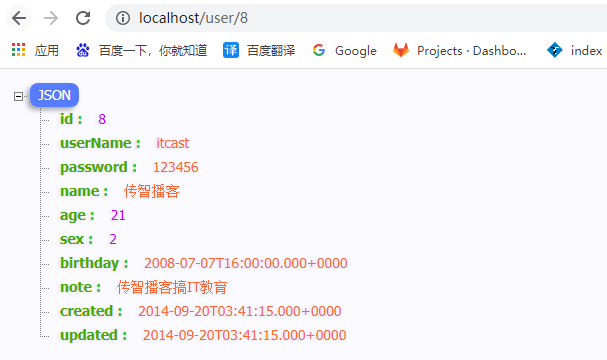 localhost/user/8
应用 百度一下，你就知道 译 百度翻译 G Google Projects · Dashbo... index
JSON
id : 8
userName : itcast
password : 123456
name : 传智播客
age : 21
sex : 2
birthday : 2008-07-07T16:00:00.000+0000
note : 传智播客搞IT教育
created : 2014-09-20T03:41:15.000+0000
updated : 2014-09-20T03:41:15.000+0000